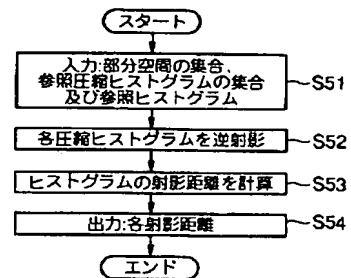 スタート
入力:部分空間の集合、
参照圧縮ヒストグラムの集合
及び参照ヒストグラム
S51
各圧縮ヒストグラムを逆射影
S52
ヒストグラムの射影距離を計算
S53
出力:各射影距離
S54
エンド